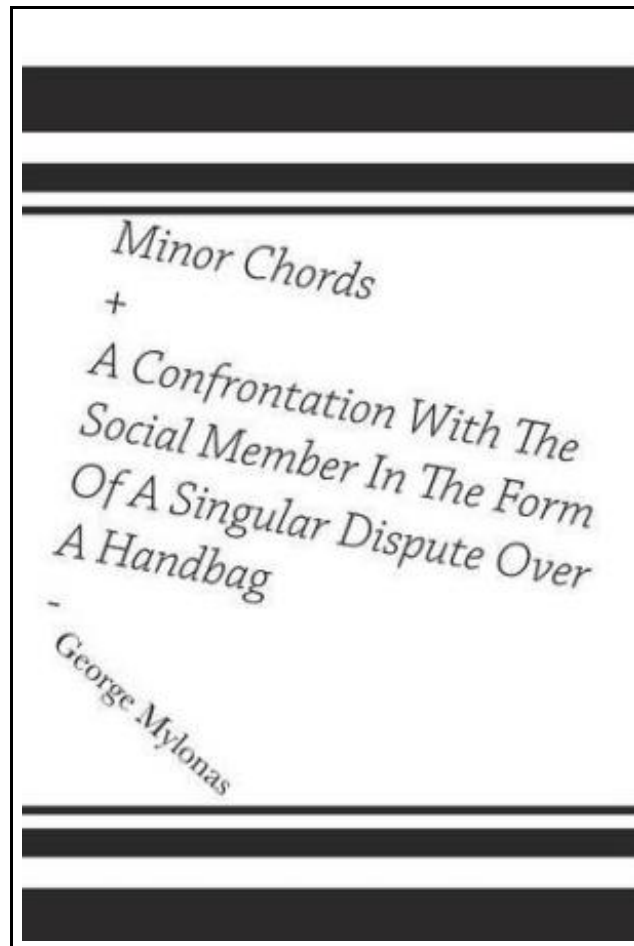 Minor Chords
+
A Confrontation With The
Social Member In The Form
Of A Singular Dispute Over
A Handbag
-
George Mylonas